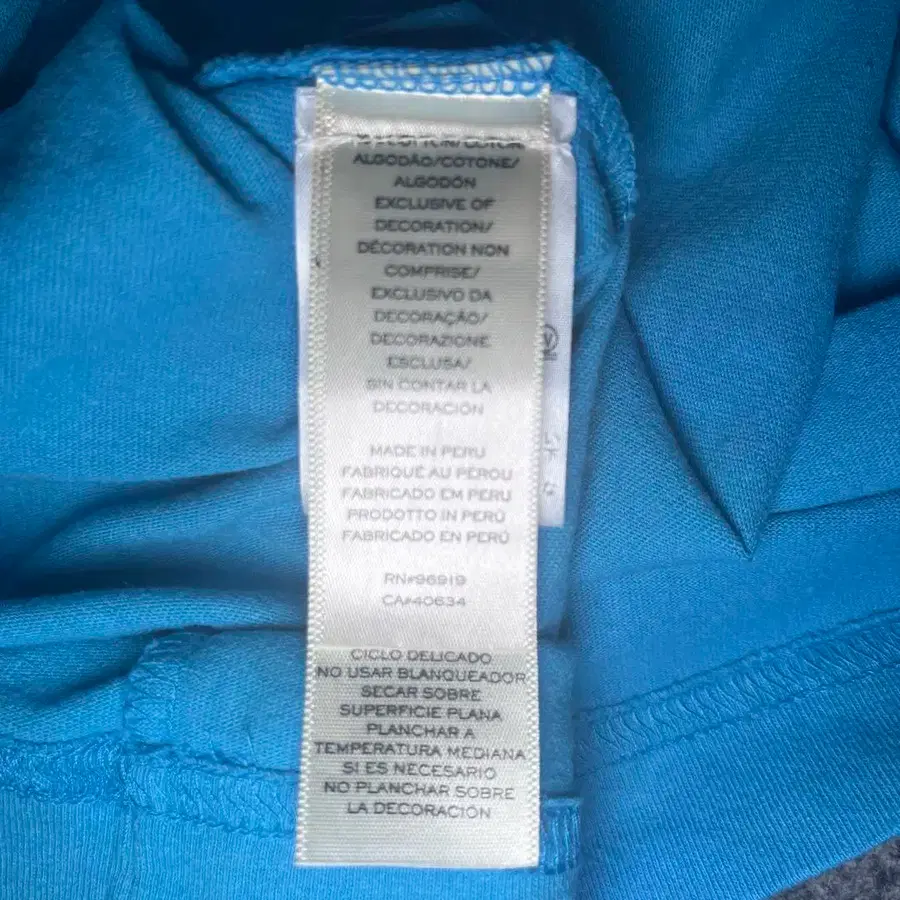 ALGODÃO/COTONE/
ALGODÓN
EXCLUSIVE OF
DECORATION/
DÉCORATION NON
COMPRISE/
EXCLUSIVO DA
DECORAÇÃO/
DECORAZIONE
ESCLUSA/
SIN CONTAR LA
DECORACIÓN
MADE IN PERU
FABRIQUÉ AU PÉROU
FABRICADO EM PERU
PRODOTTO IN PERÙ
FABRICADO EN PERÚ
RN#96919
CA#40634
CICLO DELICADO
NO USAR BLANQUEADOR
SECAR SOBRE
SUPERFICIE PLANA
PLANCHAR A
TEMPERATURA MEDIANA
SI ES NECESARIO
NO PLANCHAR SOBRE
LA DECORACIÓN